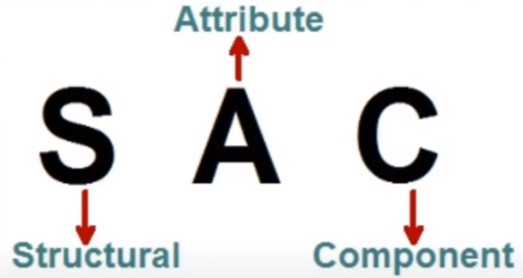 Attribute
S A C
Structural Component